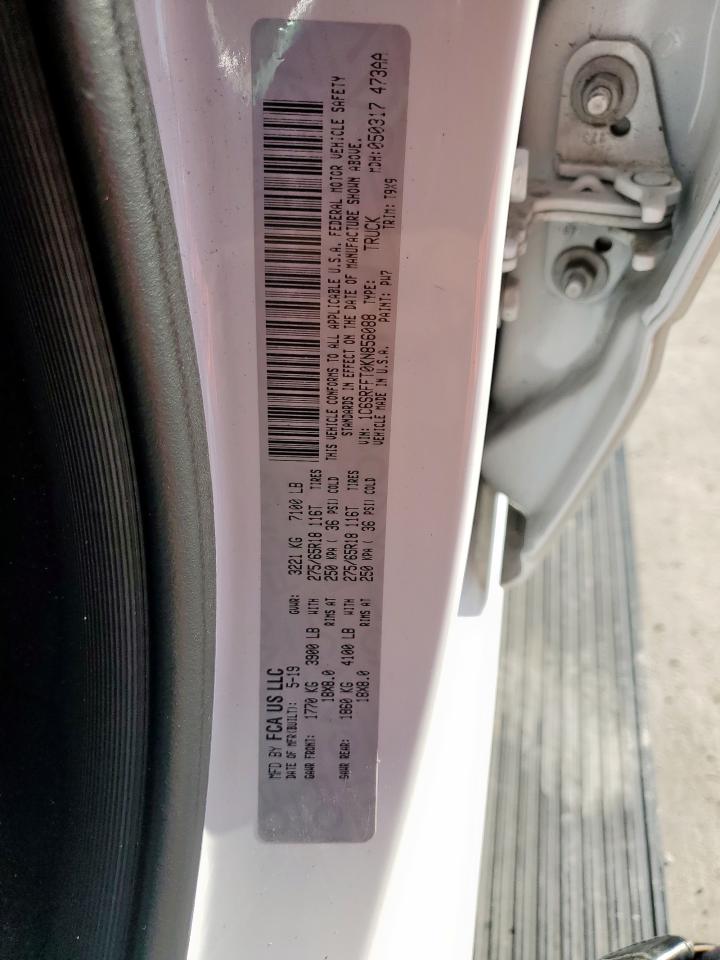 MFD BY FCA US LLC
DATE OF MFR(BUILT): 5-19 GVWR: 3221 KG 7100 LB
GAWR FRONT: 1770 KG 3900 LB WITH 275/65R18 116T TIRES
18X8.0 RIMS AT 250 KPA ( 36 PSI) COLD
GAWR REAR: 1860 KG 4100 LB WITH 275/65R18 116T TIRES
18X8.0 RIMS AT 250 KPA ( 36 PSI) COLD
THIS VEHICLE CONFORMS TO ALL APPLICABLE U.S.A. FEDERAL MOTOR VEHICLE SAFETY
STANDARDS IN EFFECT ON THE DATE OF MANUFACTURE SHOWN ABOVE.
VIN: 1C6SRFFT0KN856088 TYPE: TRUCK MDH:050317 473AA
VEHICLE MADE IN U.S.A. PAINT: PW7 TRIM: T9X9